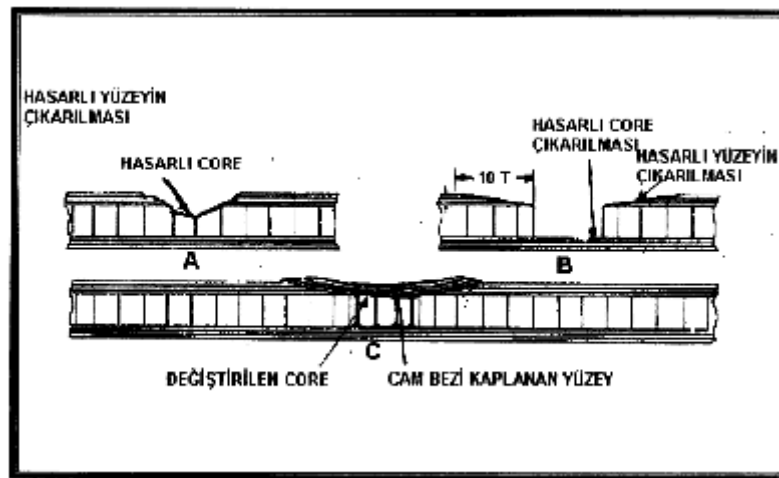 HASARLI YÜZEYİN
ÇIKARILMASI
HASARLI CORE
HASARLI CORE
ÇIKARILMASI
HASARLI YÜZEYİN
ÇIKARILMASI
10 T
A
B
C
DEĞİŞTİRİLEN CORE
CAM BEZİ KAPLANAN YÜZEY